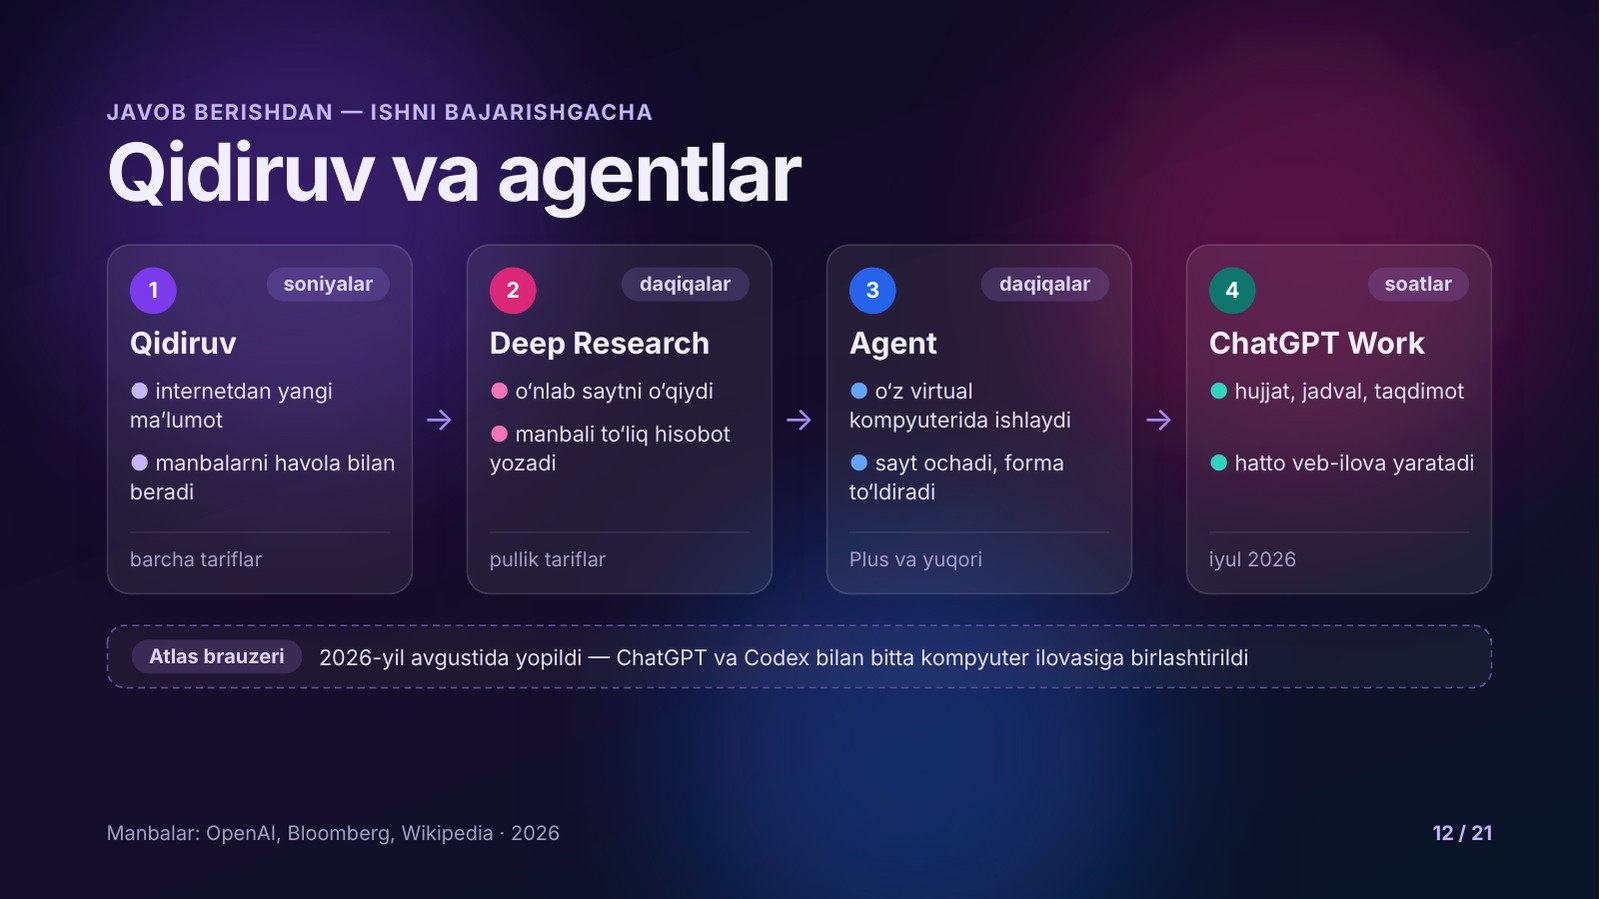 JAVOB BERISHDAN — ISHNI BAJARISHGACHA
Qidiruv va agentlar
1
soniyalar
Qidiruv
internetdan yangi
ma’lumot
manbalarni havola bilan
beradi
barcha tariflar
→
2
daqiqalar
Deep Research
o‘nlab saytni o‘qiydi
manbali to‘liq hisobot
yozadi
pullik tariflar
→
3
daqiqalar
Agent
o‘z virtual
kompyuterida ishlaydi
sayt ochadi, forma
to‘ldiradi
Plus va yuqori
→
4
soatlar
ChatGPT Work
hujjat, jadval, taqdimot
hatto veb-ilova yaratadi
iyul 2026
Atlas brauzeri 2026-yil avgustida yopildi — ChatGPT va Codex bilan bitta kompyuter ilovasiga birlashtirildi
Manbalar: OpenAI, Bloomberg, Wikipedia · 2026
12 / 21